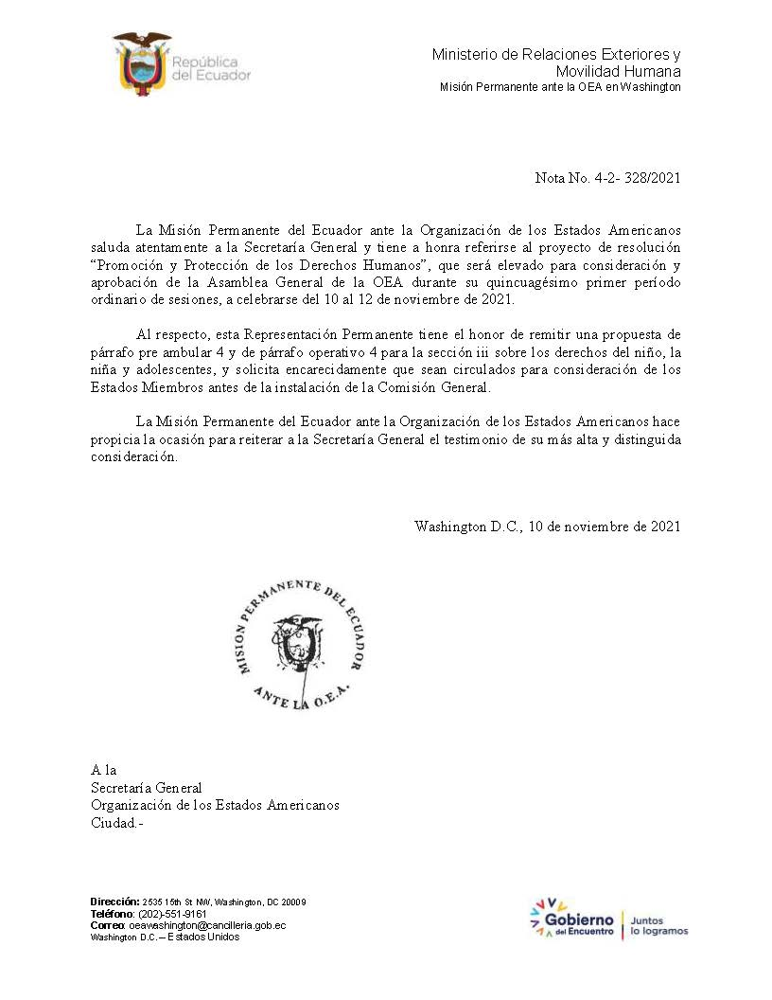 República
del Ecuador
Ministerio de Relaciones Exteriores y
Movilidad Humana
Misión Permanente ante la OEA en Washington
Nota No. 4-2- 328/2021
La Misión Permanente del Ecuador ante la Organización de los Estados Americanos
saluda atentamente a la Secretaría General y tiene a honra referirse al proyecto de resolución
“Promoción y Protección de los Derechos Humanos”, que será elevado para consideración y
aprobación de la Asamblea General de la OEA durante su quincuagésimo primer período
ordinario de sesiones, a celebrarse del 10 al 12 de noviembre de 2021.
Al respecto, esta Representación Permanente tiene el honor de remitir una propuesta de
párrafo pre ambular 4 y de párrafo operativo 4 para la sección iii sobre los derechos del niño, la
niña y adolescentes, y solicita encarecidamente que sean circulados para consideración de los
Estados Miembros antes de la instalación de la Comisión General.
La Misión Permanente del Ecuador ante la Organización de los Estados Americanos hace
propicia la ocasión para reiterar a la Secretaría General el testimonio de su más alta y distinguida
consideración.
Washington D.C., 10 de noviembre de 2021
MISION PERMANENTE DEL ECUADOR
ANTE LA O.E.A.
A la
Secretaría General
Organización de los Estados Americanos
Ciudad.-
Dirección: 2535 15th St NW, Washington, DC 20009
Teléfono: (202)-551-9161
Correo: oeawashington@cancilleria.gob.ec
Washington D.C. – Estados Unidos
Gobierno
del Encuentro
Juntos
lo logramos